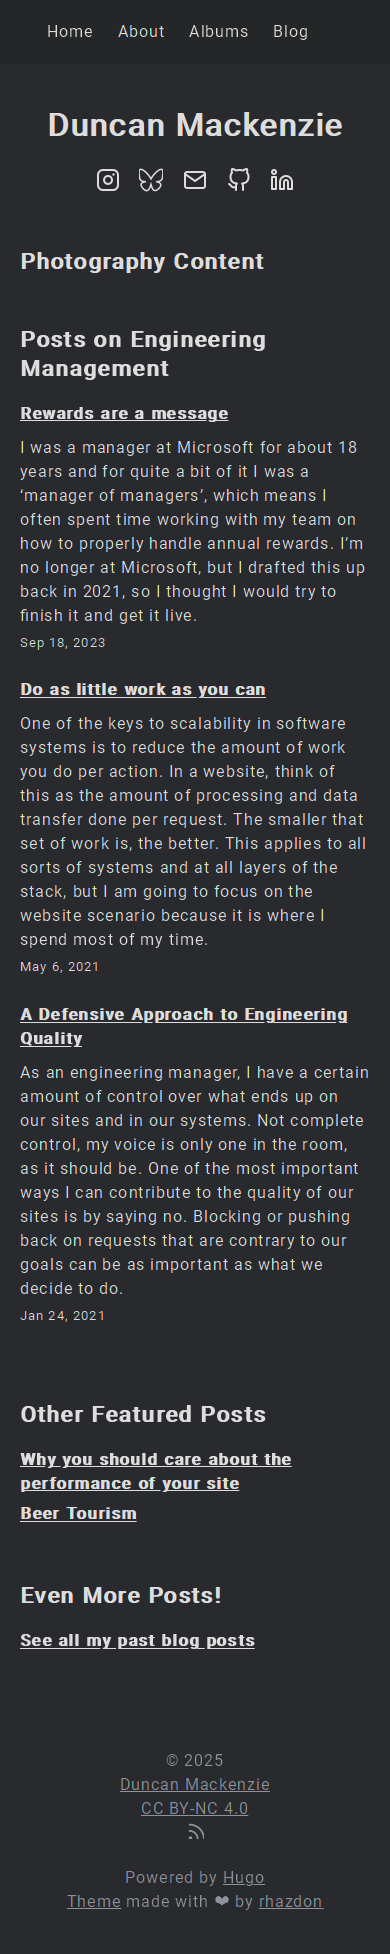 Home About Albums Blog
Duncan Mackenzie
Photography Content
Posts on Engineering
Management
Rewards are a message
I was a manager at Microsoft for about 18
years and for quite a bit of it I was a
‘manager of managers’, which means I
often spent time working with my team on
how to properly handle annual rewards. I’m
no longer at Microsoft, but I drafted this up
back in 2021, so I thought I would try to
finish it and get it live.
Sep 18, 2023
Do as little work as you can
One of the keys to scalability in software
systems is to reduce the amount of work
you do per action. In a website, think of
this as the amount of processing and data
transfer done per request. The smaller that
set of work is, the better. This applies to all
sorts of systems and at all layers of the
stack, but I am going to focus on the
website scenario because it is where I
spend most of my time.
May 6, 2021
A Defensive Approach to Engineering
Quality
As an engineering manager, I have a certain
amount of control over what ends up on
our sites and in our systems. Not complete
control, my voice is only one in the room,
as it should be. One of the most important
ways I can contribute to the quality of our
sites is by saying no. Blocking or pushing
back on requests that are contrary to our
goals can be as important as what we
decide to do.
Jan 24, 2021
Other Featured Posts
Why you should care about the
performance of your site
Beer Tourism
Even More Posts!
See all my past blog posts
© 2025
Duncan Mackenzie
CC BY-NC 4.0
Powered by Hugo
Theme made with ❤ by rhazdon